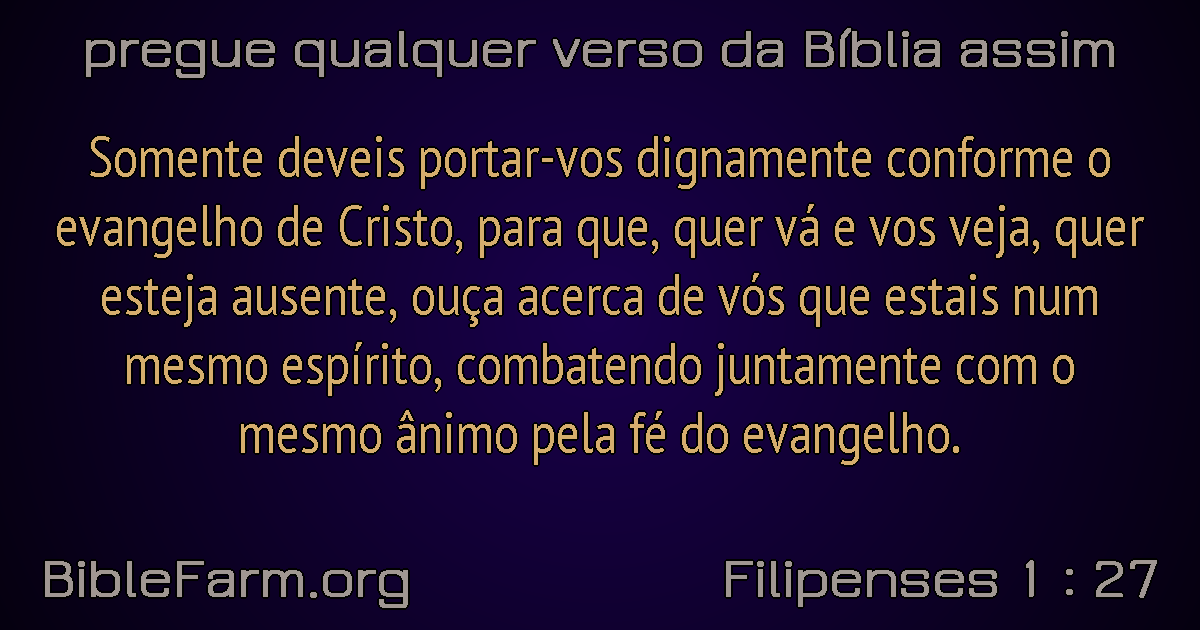 pregue qualquer verso da Bíblia assim
Somente deveis portar-vos dignamente conforme o
evangelho de Cristo, para que, quer vá e vos veja, quer
esteja ausente, ouça acerca de vós que estais num
mesmo espírito, combatendo juntamente com o
mesmo ânimo pela fé do evangelho.
BibleFarm.org
Filipenses 1 : 27